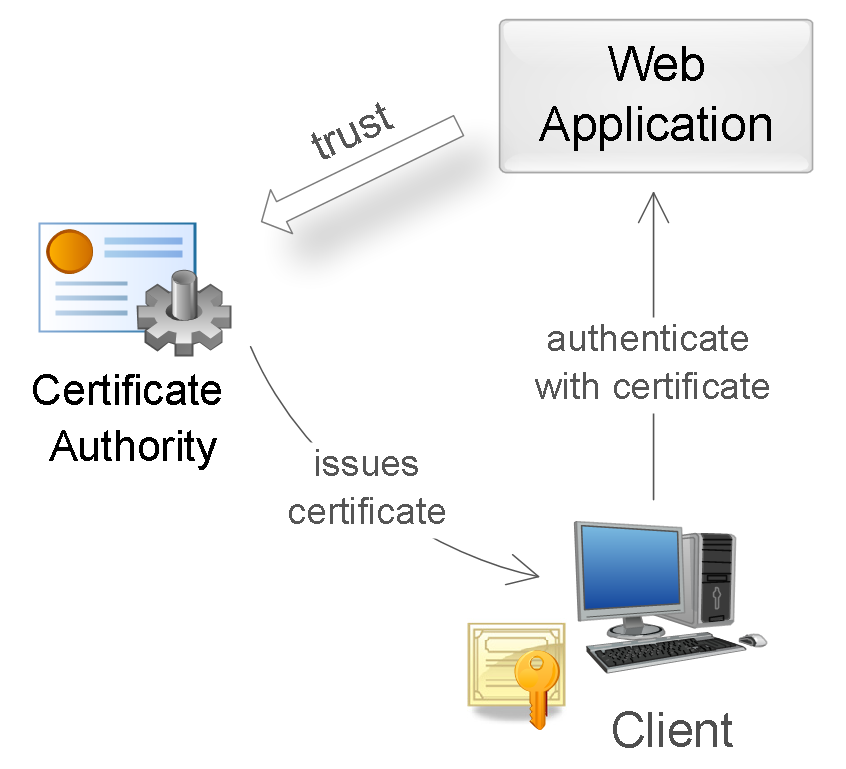 Web
Application
trust
Certificate
Authority
authenticate
with certificate
issues
certificate
Client